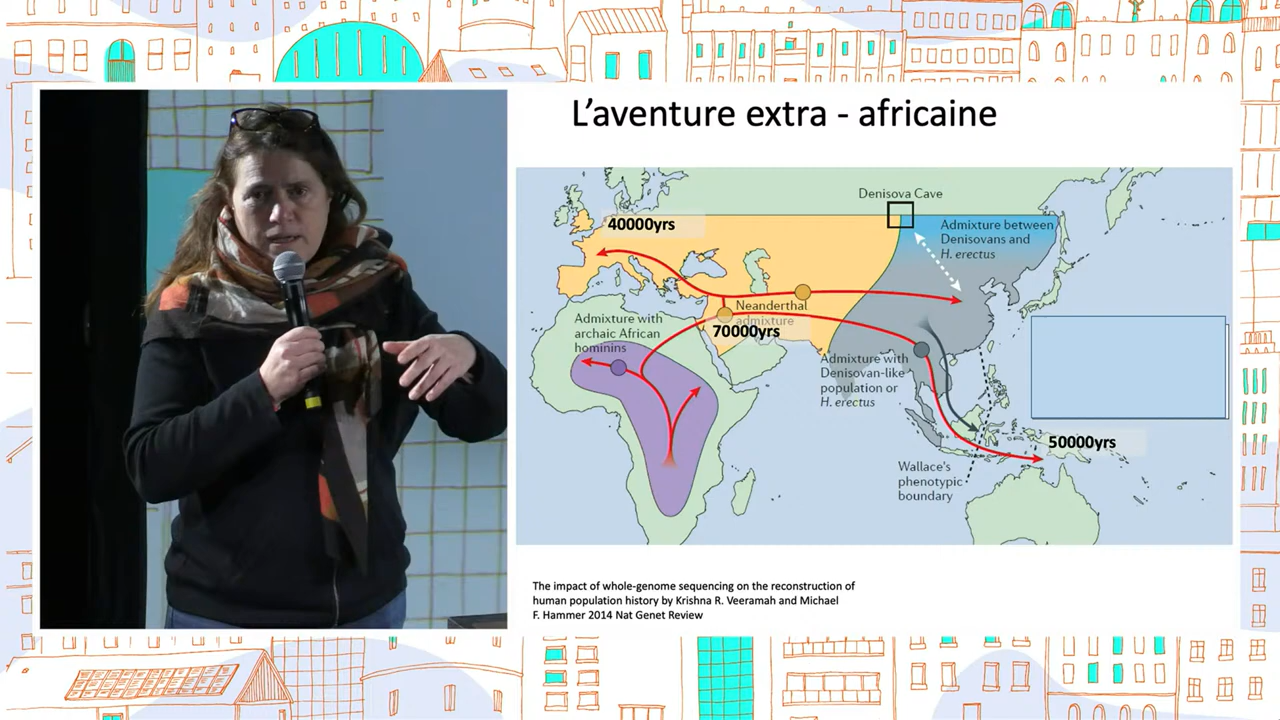 L'aventure extra - africaine
Denisova Cave
40000yrs
Admixture between
Denisovans and
H. erectus
Neanderthal
admixture
70000yrs
Admixture with
archaic African
hominins
Admixture with
Denisovan-like
population or
H. erectus
50000yrs
Wallace's
phenotypic
boundary
The impact of whole-genome sequencing on the reconstruction of
human population history by Krishna R. Veeramah and Michael
F. Hammer 2014 Nat Genet Review